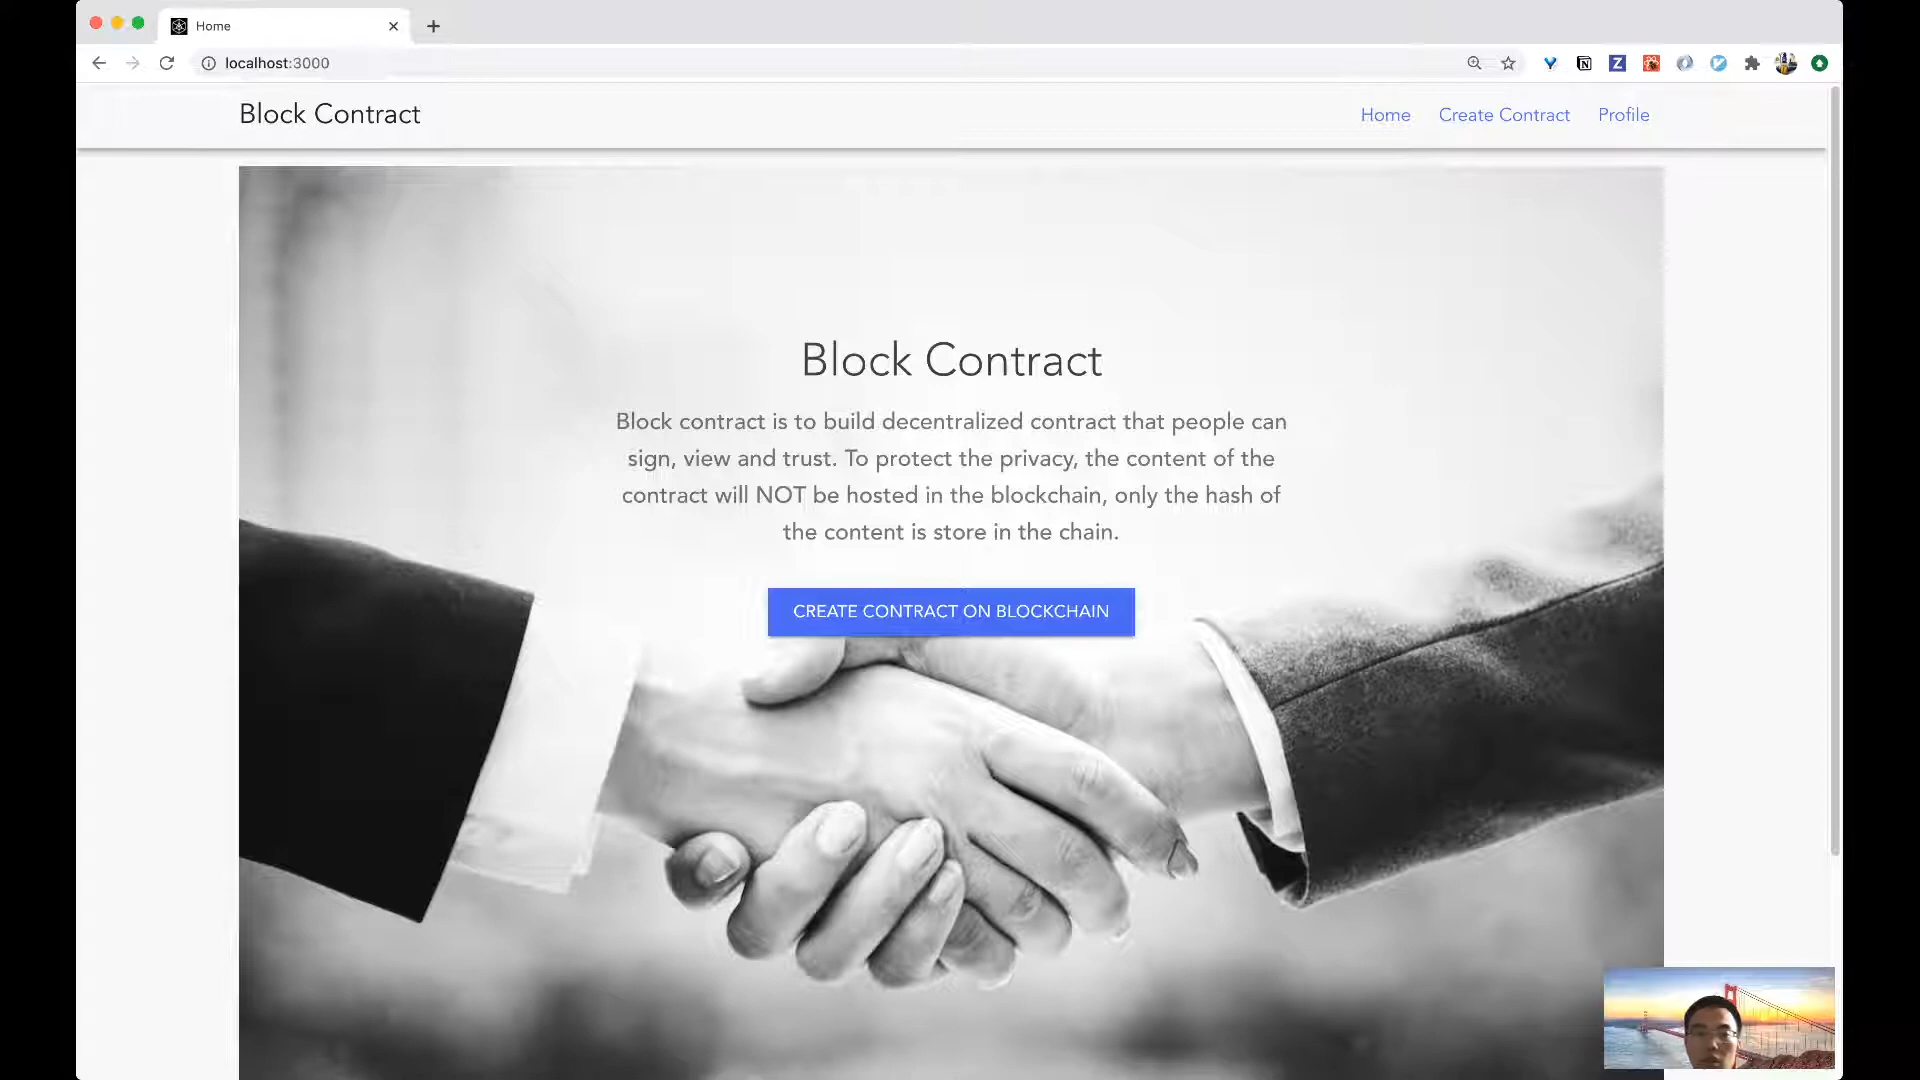 Home
localhost:3000
Block Contract
Home Create Contract Profile
Block Contract
Block contract is to build decentralized contract that people can
sign, view and trust. To protect the privacy, the content of the
contract will NOT be hosted in the blockchain, only the hash of
the content is store in the chain.
CREATE CONTRACT ON BLOCKCHAIN